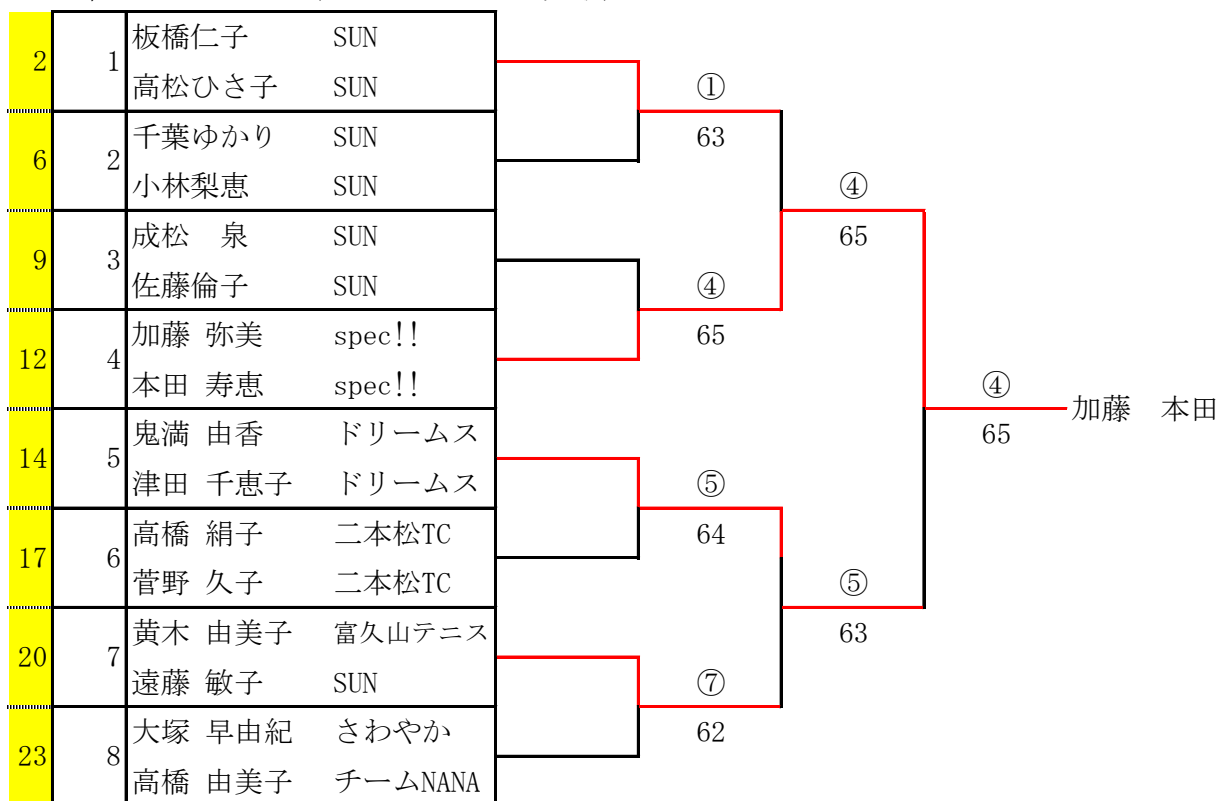 2 1 板橋仁子 SUN
高松ひさ子 SUN
① 63
6 2 千葉ゆかり SUN
小林梨恵 SUN
④ 65
9 3 成松 泉 SUN
佐藤倫子 SUN
④ 65
12 4 加藤 弥美 spec!!
本田 寿恵 spec!!
④ 65 加藤 本田
14 5 鬼満 由香 ドリームス
津田 千恵子 ドリームス
⑤ 64
17 6 高橋 絹子 二本松TC
菅野 久子 二本松TC
⑤ 63
20 7 黄木 由美子 富久山テニス
遠藤 敏子 SUN
⑦ 62
23 8 大塚 早由紀 さわやか
高橋 由美子 チームNANA